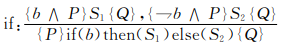 if: {b ∧ P}S₁{Q},{¬b ∧ P}S₂{Q}
{P}if(b)then(S₁)else(S₂){Q}